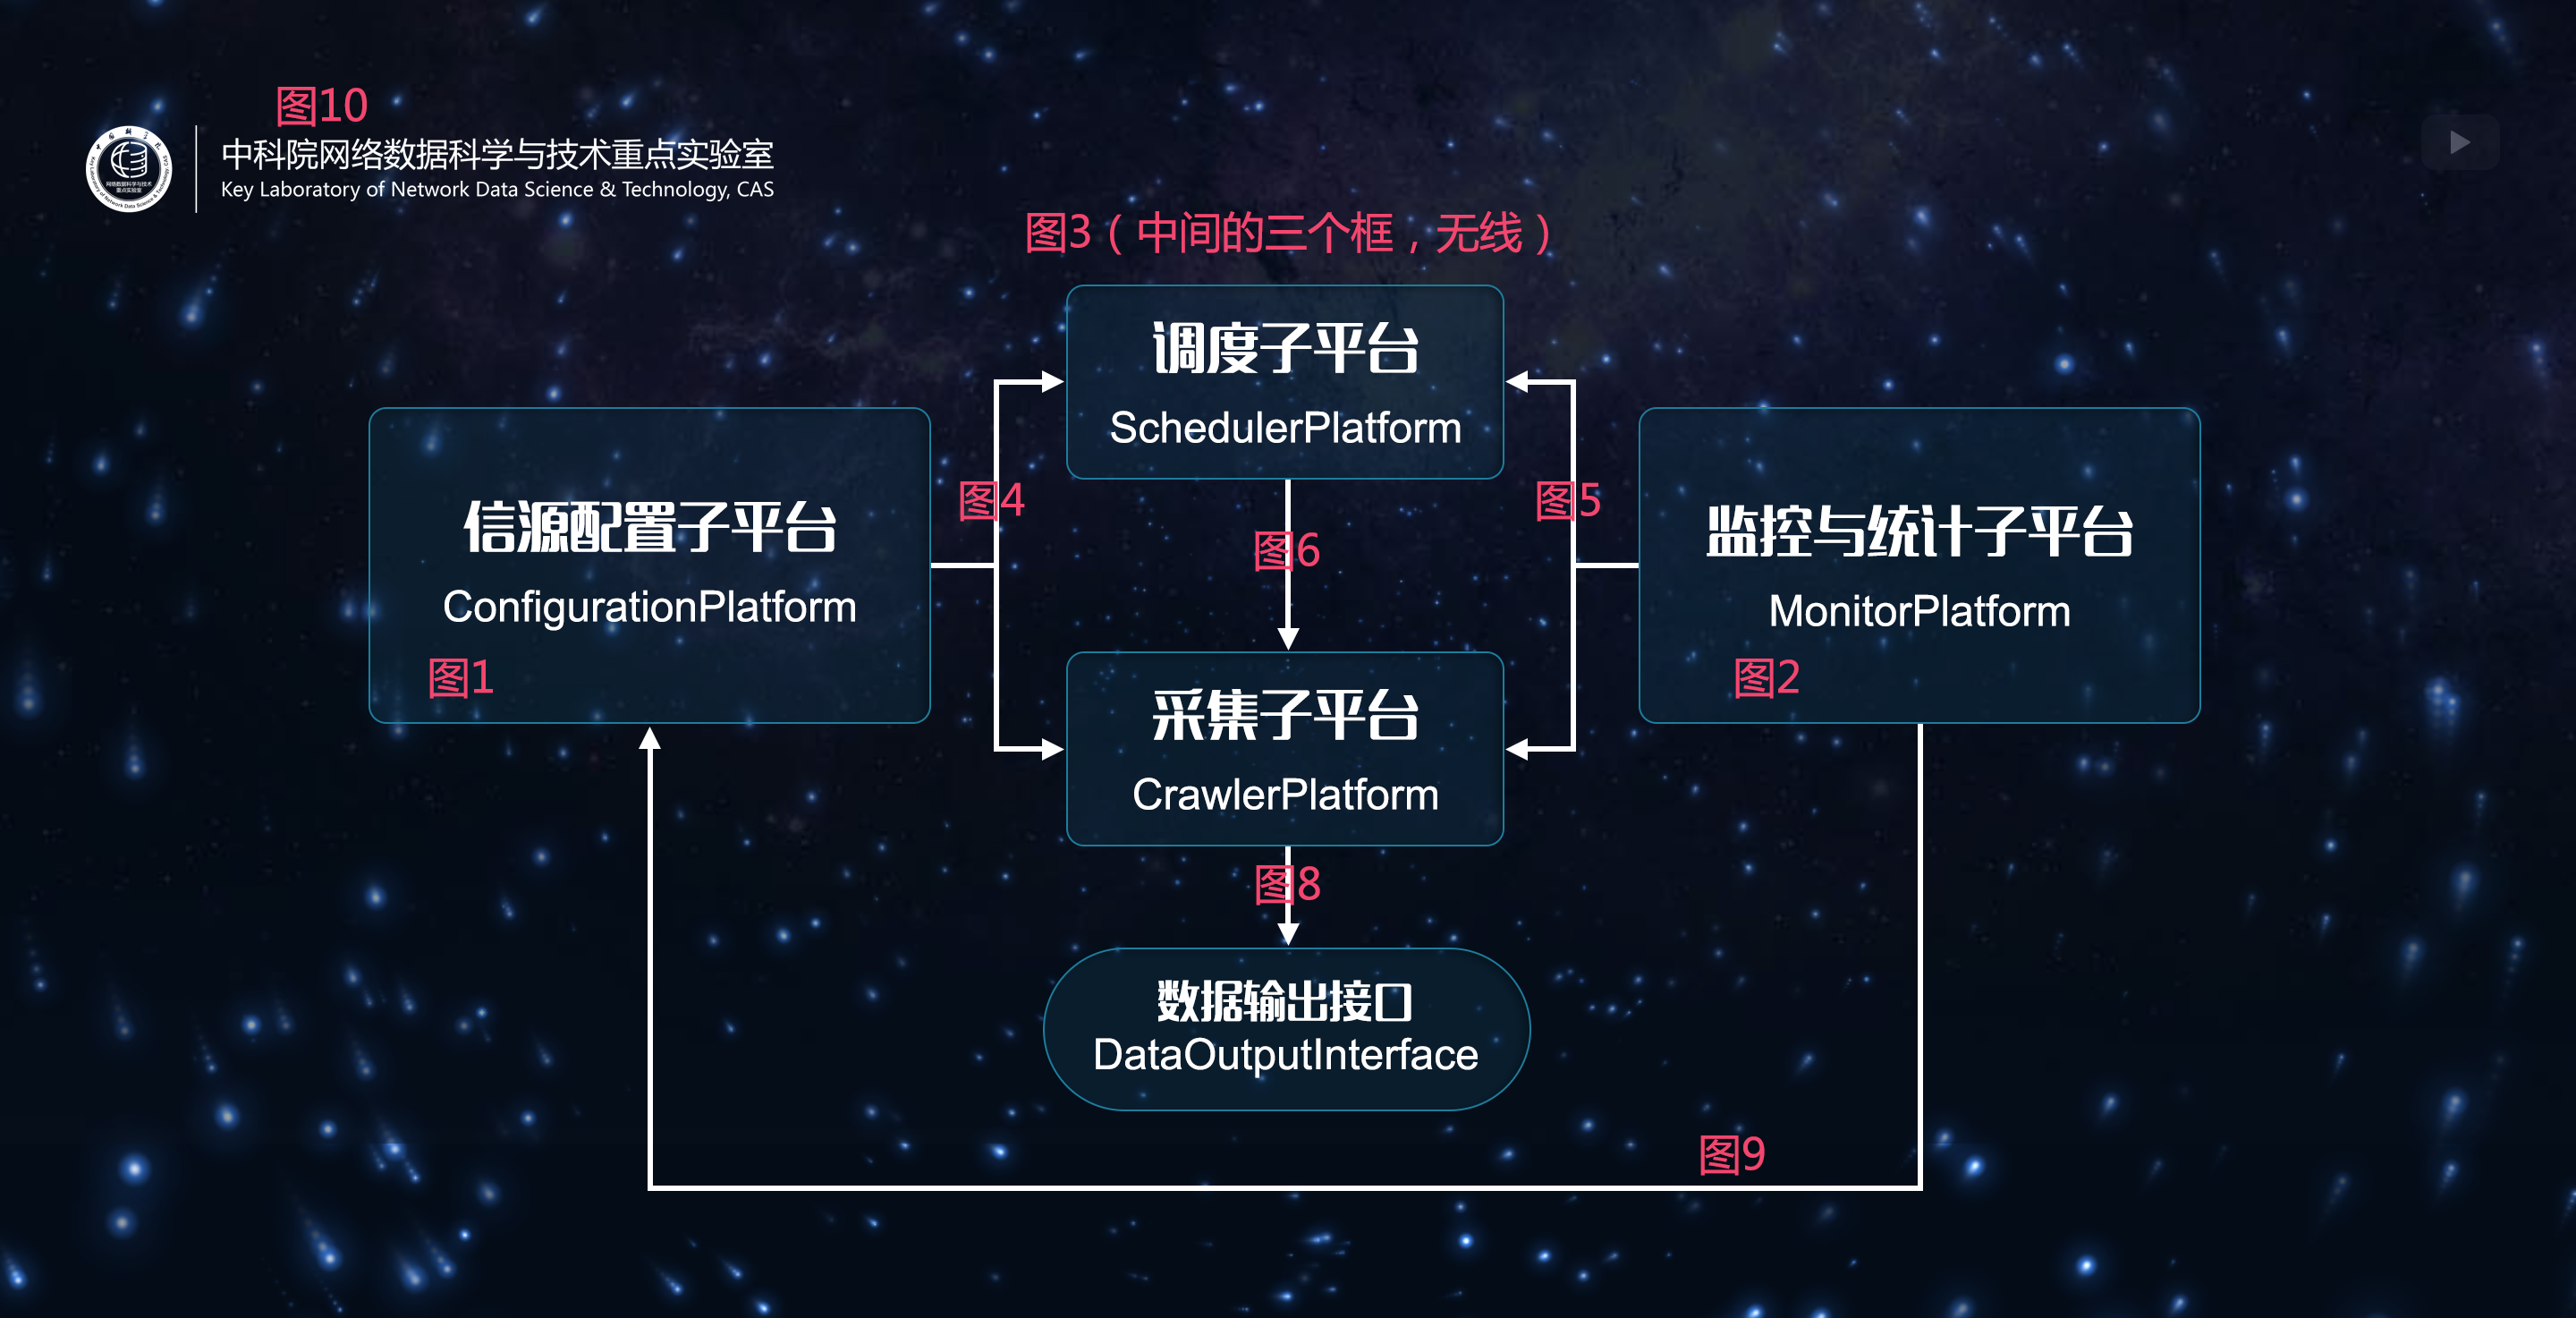 图10
中科院网络数据科学与技术重点实验室
Key Laboratory of Network Data Science & Technology, CAS
图3（中间的三个框，无线）
调度子平台
SchedulerPlatform
图4
图5
信源配置子平台
ConfigurationPlatform
图1
图6
监控与统计子平台
MonitorPlatform
图2
采集子平台
CrawlerPlatform
图8
数据输出接口
DataOutputInterface
图9